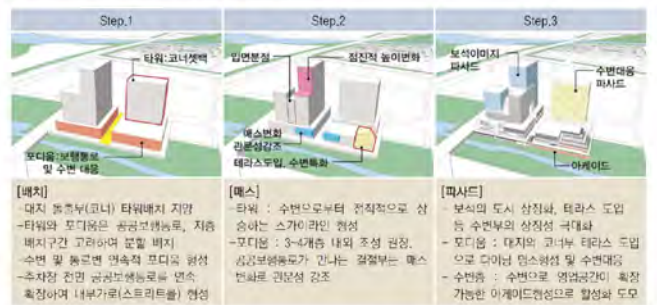 Step.1
Step.2
Step.3
타워:코너셋백
포디움:보행통로
및 수변 대응
입면분절
점진적 높이변화
매스변화
관문성강조
테라스도입, 수변특화
보석이미지
파사드
수변대응
파사드
아케이드
[배치]
-대지 돌출부(코너) 타워배치 지양
-타워와 포디움은 공공보행통로, 저층
배치구간 고려하여 분할 배치
-수변 및 통로변 연속적 포디움 형성
-주차장 전면 공공보행통로를 연속
확장하여 내부가로(스트리트몰) 형성
[매스]
-타워 : 수변으로부터 점진적으로 상
승하는 스카이라인 형성
-포디움 : 3~4개층 내외 조성 권장,
공공보행통로가 만나는 결절부는 매스
변화로 관문성 강조
[파사드]
- 보석의 도시 상징화, 테라스 도입
등 수변부의 상징성 극대화
- 포디움 : 대지의 코너부 테라스 도입
으로 다이닝 명소형성 및 수변대응
- 수변측 : 수변으로 영업공간이 확장
가능한 아케이드형성으로 활성화 도모